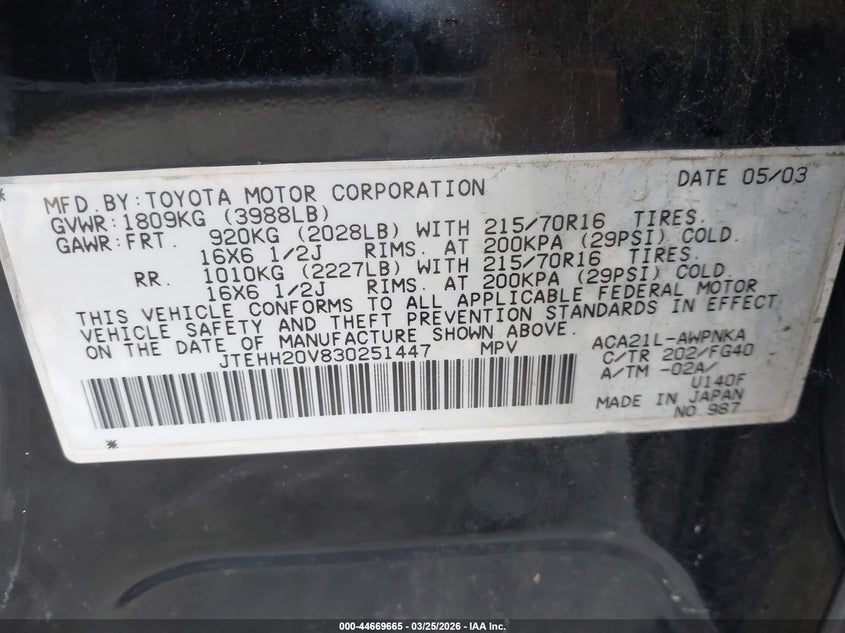 MFD BY: TOYOTA MOTOR CORPORATION DATE 05/03
GVWR: 1809KG (3988LB)
GAWR: FRT. 920KG (2028LB) WITH 215/70R16 TIRES.
16X6 1/2J RIMS. AT 200KPA (29PSI) COLD.
RR. 1010KG (2227LB) WITH 215/70R16 TIRES.
16X6 1/2J RIMS. AT 200KPA (29PSI) COLD.
THIS VEHICLE CONFORMS TO ALL APPLICABLE FEDERAL MOTOR
VEHICLE SAFETY AND THEFT PREVENTION STANDARDS IN EFFECT
ON THE DATE OF MANUFACTURE SHOWN ABOVE.
JTEHH20V830251447 MPV
ACA21L-AWPNKA
C/TR 202/FG40
A/TM -02A/
U140F
MADE IN JAPAN
NO 987
000-44669665 — 03/25/2026 — IAA Inc.